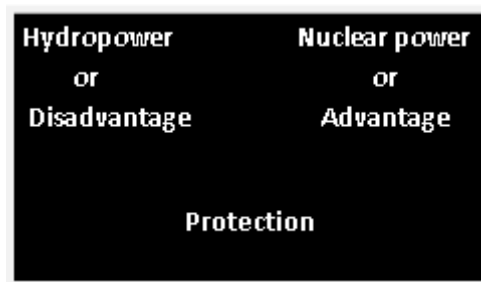 Hydropower Nuclear power
or or
Disadvantage Advantage
Protection